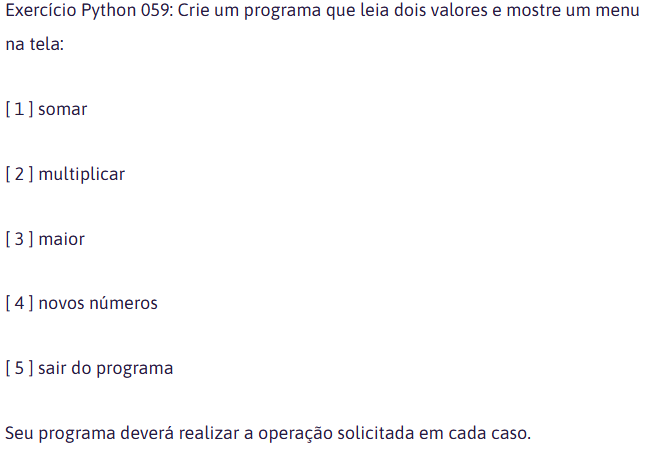 Exercício Python 059: Crie um programa que leia dois valores e mostre um menu
na tela:
[ 1 ] somar
[ 2 ] multiplicar
[ 3 ] maior
[ 4 ] novos números
[ 5 ] sair do programa
Seu programa deverá realizar a operação solicitada em cada caso.